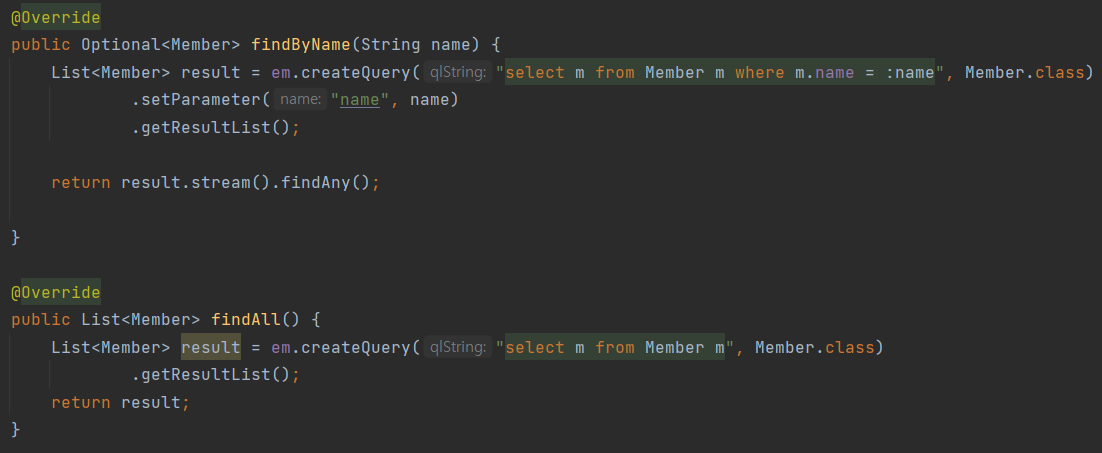 @Override
public Optional<Member> findByName(String name) {
    List<Member> result = em.createQuery( qlString: "select m from Member m where m.name = :name", Member.class)
            .setParameter( name: "name", name)
            .getResultList();
    return result.stream().findAny();
}
@Override
public List<Member> findAll() {
    List<Member> result = em.createQuery( qlString: "select m from Member m", Member.class)
            .getResultList();
    return result;
}